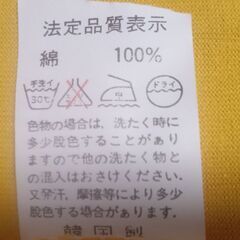 法定品質表示
綿 100%
ドライ
30℃
ドライ
色物の場合は、洗たく時に
多少脱色することがあり
ますので他の洗たく物と
の混入はおさけください。
又発汗、摩擦等により多少
脱色する場合があります。
韓国製